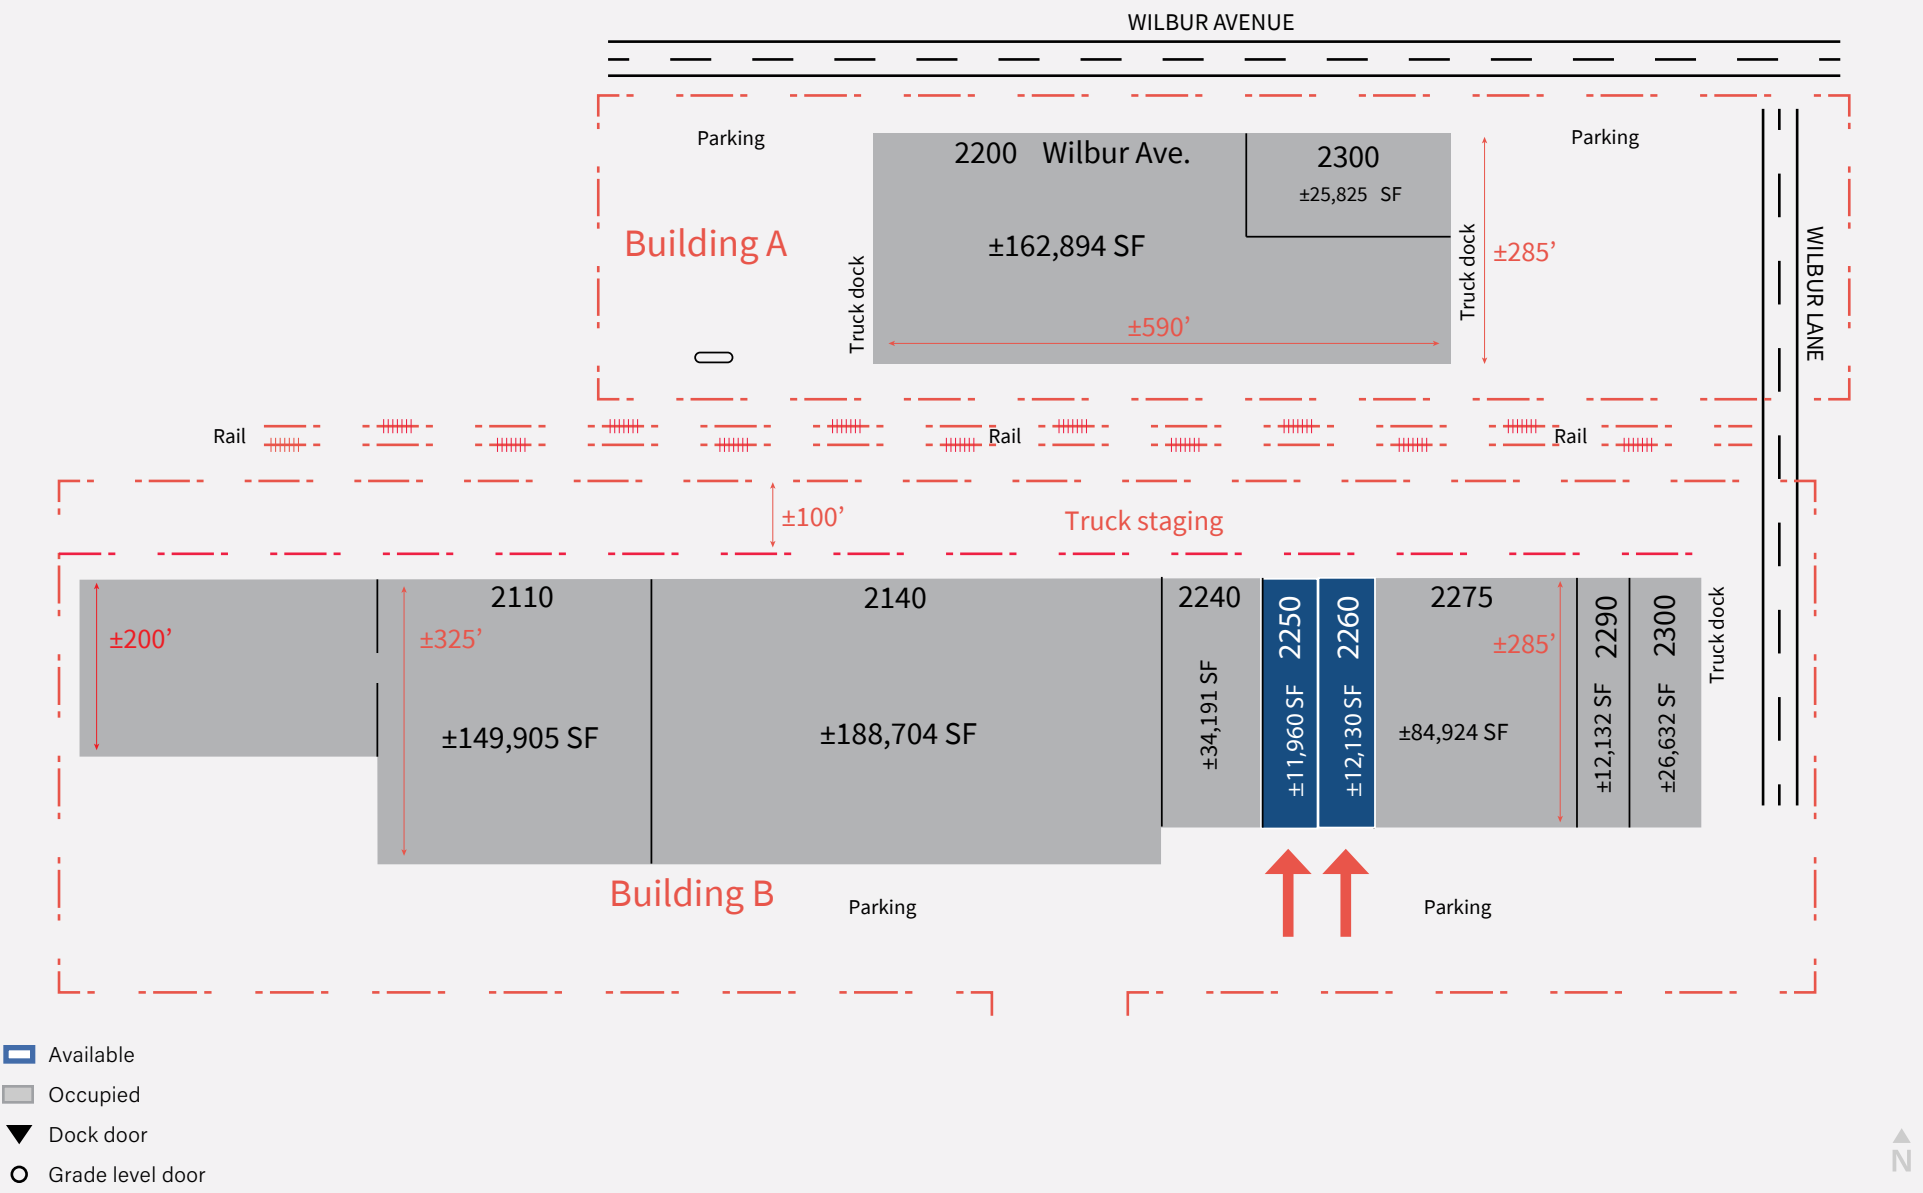 WILBUR AVENUE
Parking
2200 Wilbur Ave.
2300
±25,825 SF
Parking
Building A
±162,894 SF
Truck dock
Truck dock
±285’
±590’
WILBUR LANE
Rail
Rail
Rail
±100’
Truck staging
±200’
2110
±325’
±149,905 SF
2140
±188,704 SF
2240
±34,191 SF
2250
±11,960 SF
2260
±12,130 SF
2275
±285’
±84,924 SF
2290
±12,132 SF
2300
±26,632 SF
Truck dock
Building B
Parking
Parking
Available
Occupied
Dock door
Grade level door
N